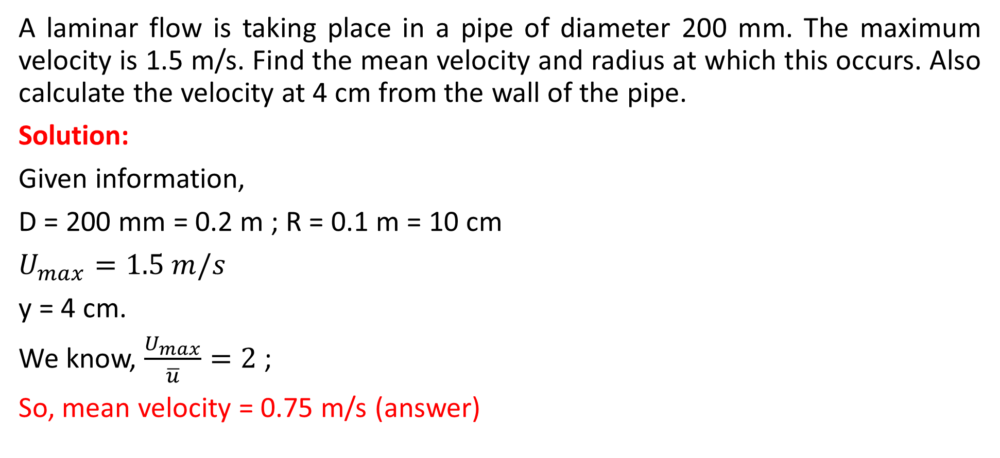 A laminar flow is taking place in a pipe of diameter 200 mm. The maximum
velocity is 1.5 m/s. Find the mean velocity and radius at which this occurs. Also
calculate the velocity at 4 cm from the wall of the pipe.
Solution:
Given information,
D = 200 mm = 0.2 m ; R = 0.1 m = 10 cm
$U_{max} = 1.5\ m/s$
y = 4 cm.
We know, $\frac{U_{max}}{\overline{u}} = 2$ ;
So, mean velocity = 0.75 m/s (answer)